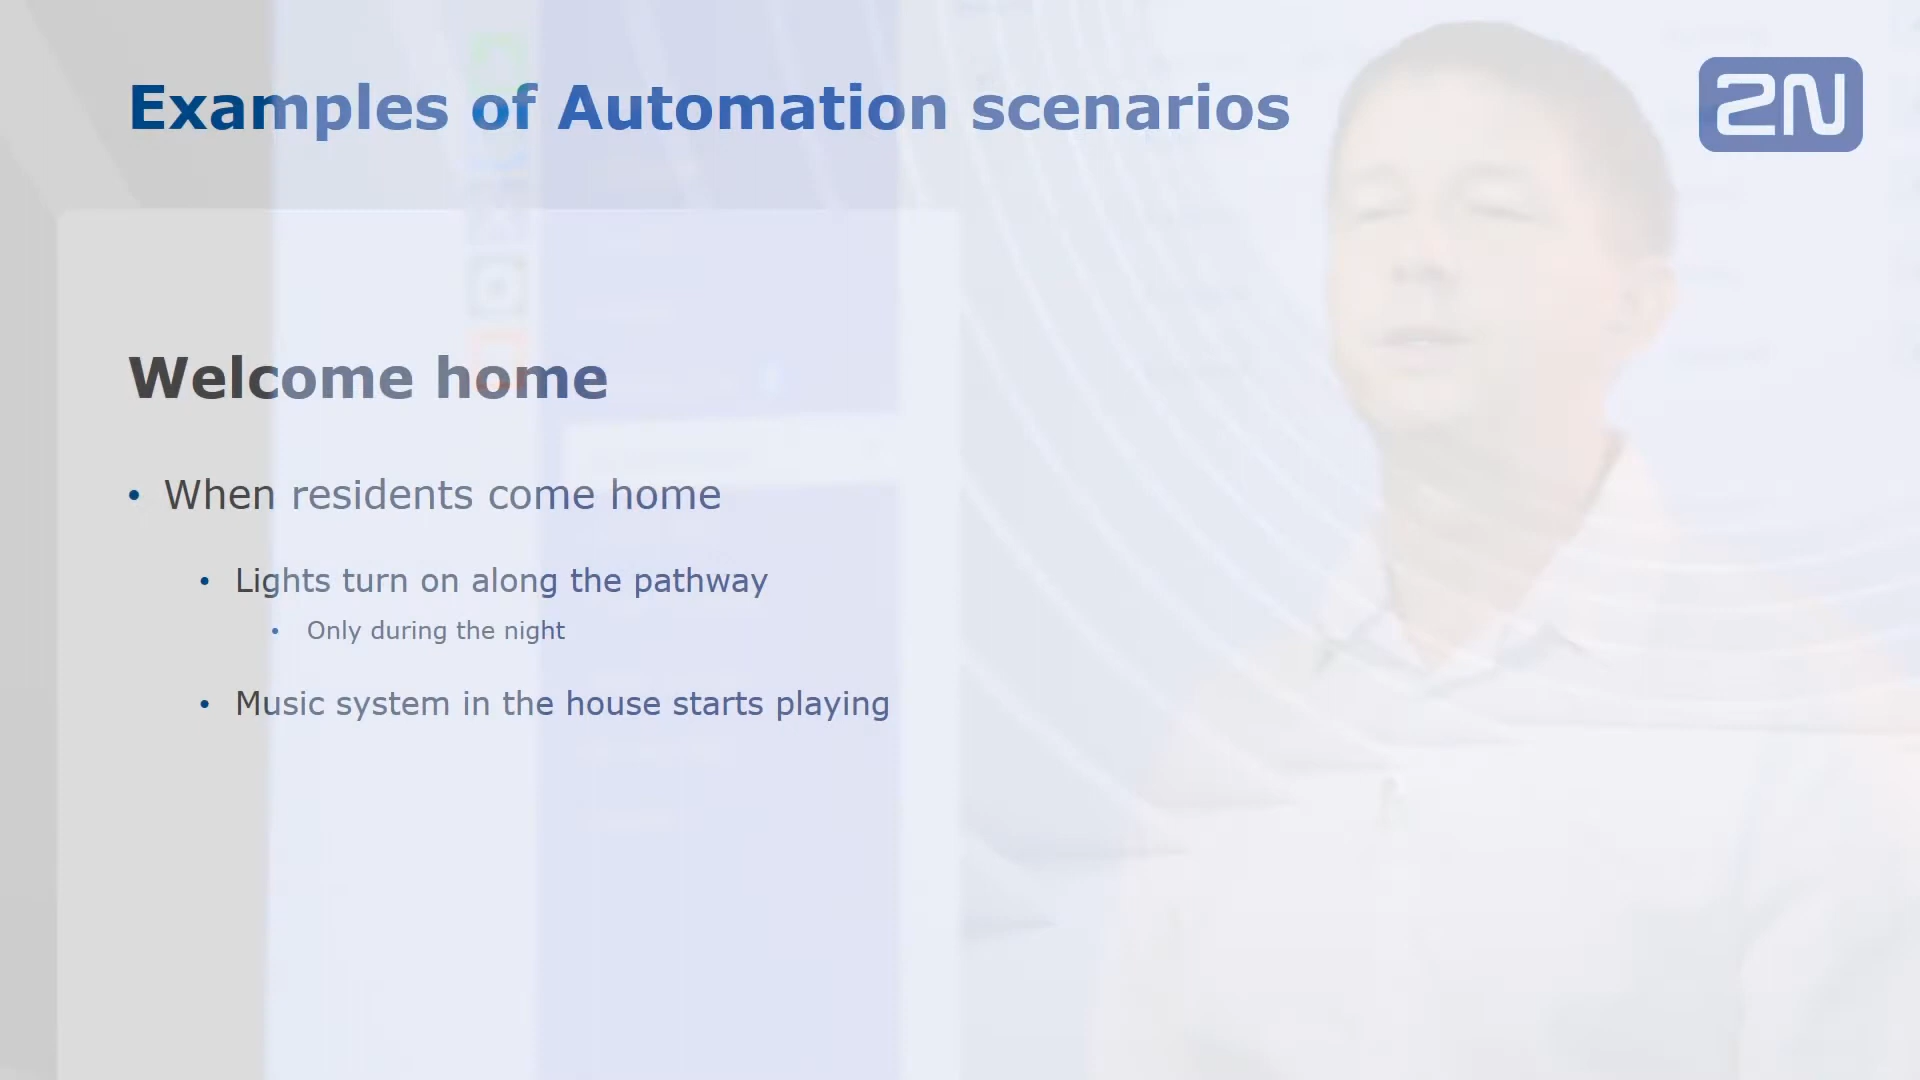 Examples of Automation scenarios
2N
Welcome home
• When residents come home
• Lights turn on along the pathway
• Only during the night
• Music system in the house starts playing